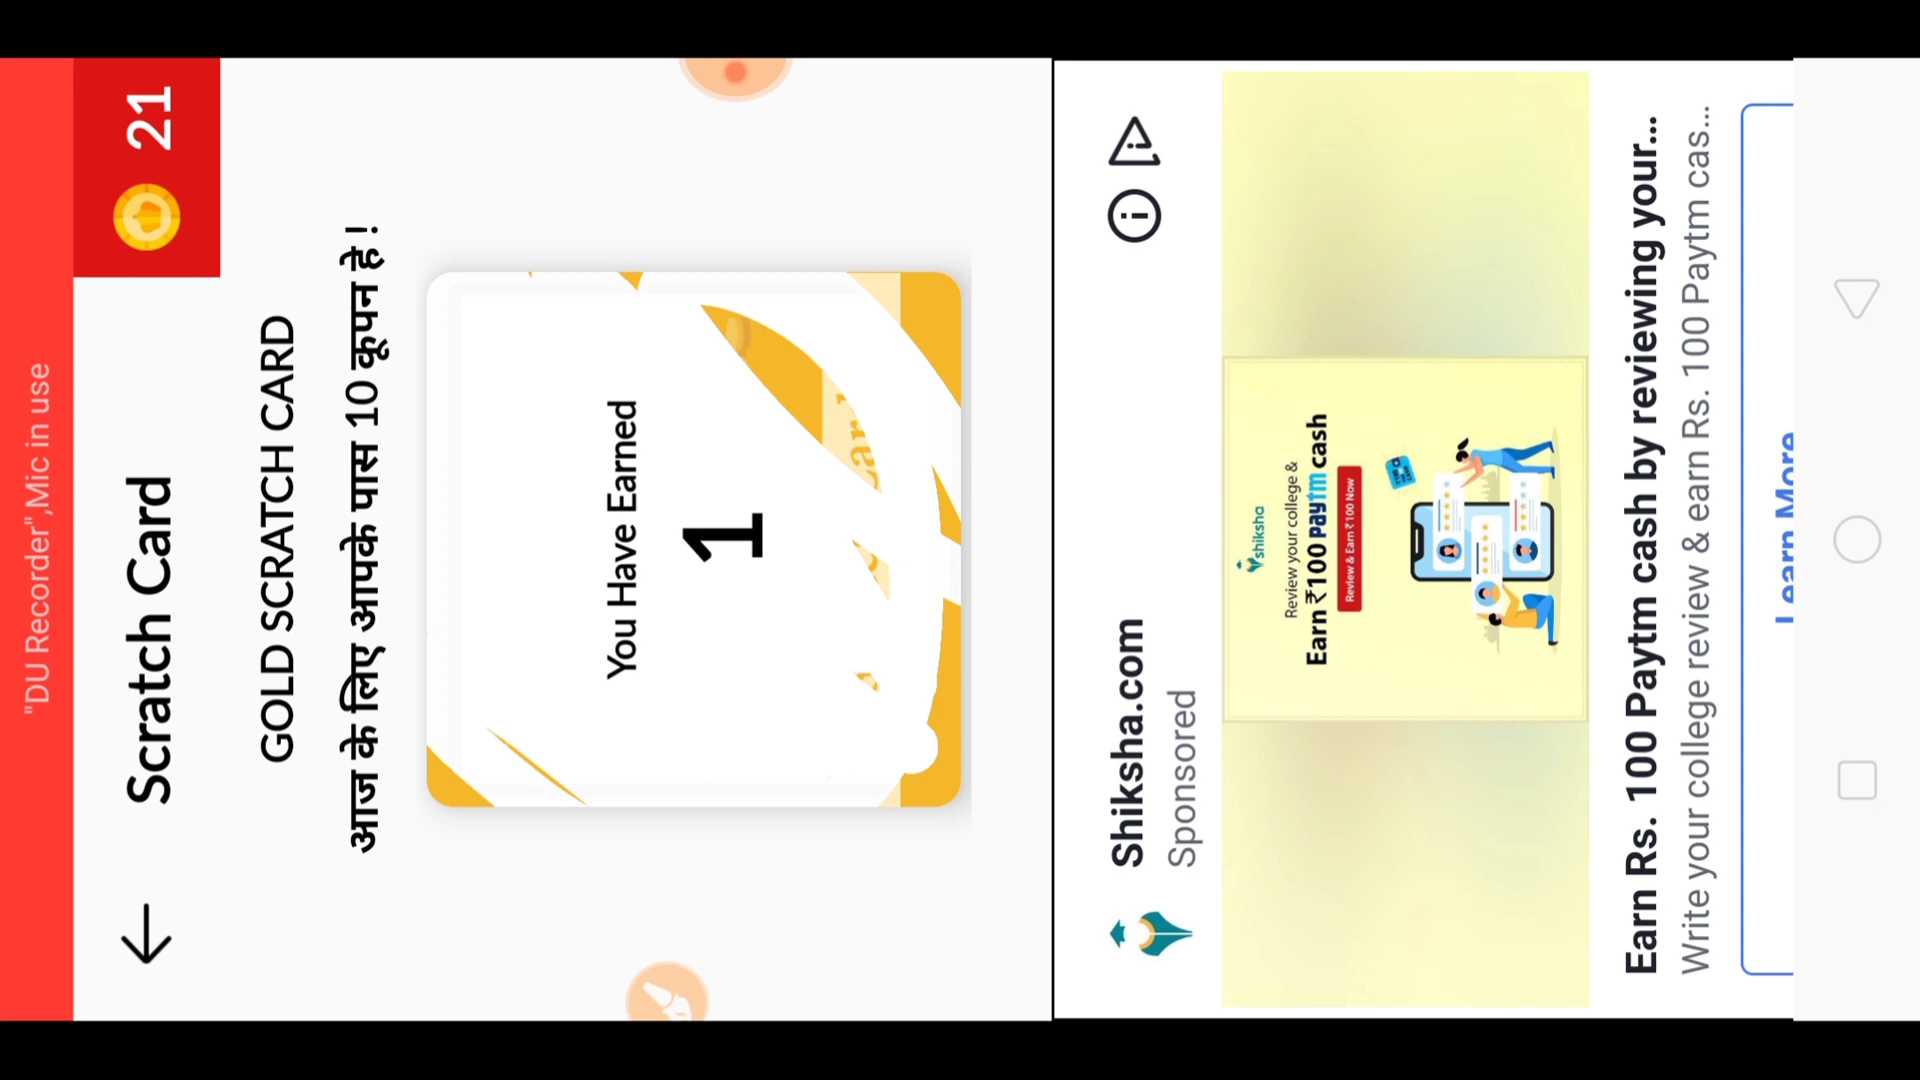 "DU Recorder",Mic in use
Scratch Card
21
GOLD SCRATCH CARD
आज के लिए आपके पास 10 कूपन है !
You Have Earned
1
Shiksha.com
Sponsored
shiksha
Review your college &
Earn ₹100 paytm cash
Review & Earn ₹100 Now
Earn Rs. 100 Paytm cash by reviewing your...
Write your college review & earn Rs. 100 Paytm cas...
Learn More